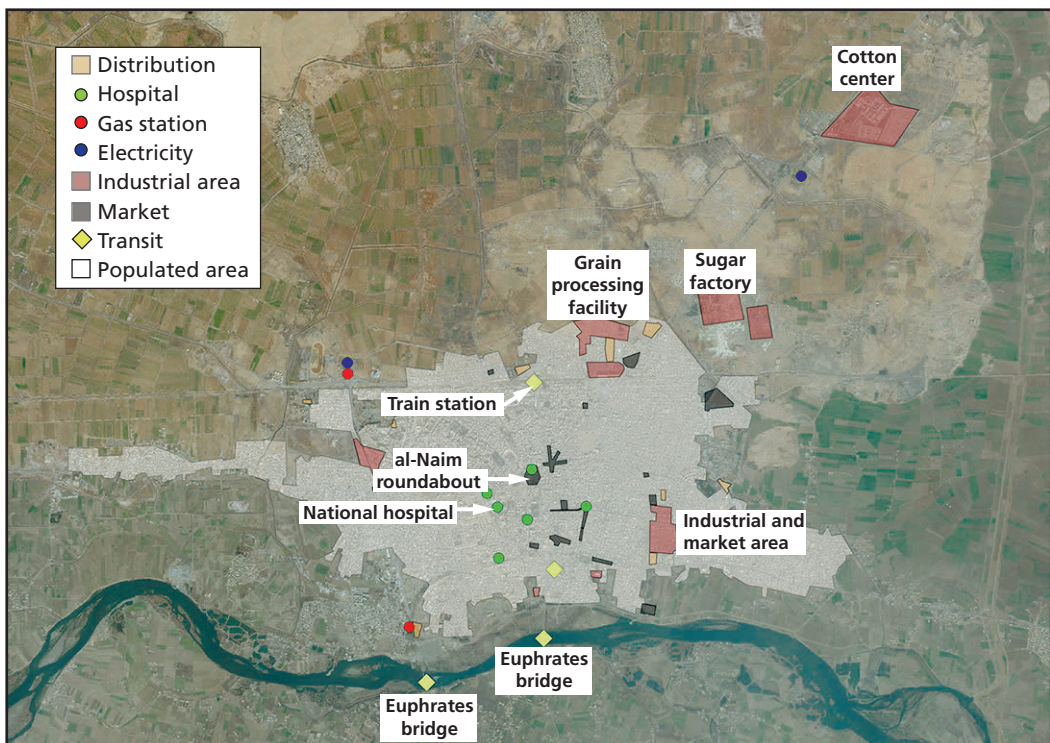 Distribution
Hospital
Gas station
Electricity
Industrial area
Market
Transit
Populated area
Cotton
center
Grain
processing
facility
Sugar
factory
Train station
al-Naim
roundabout
National hospital
Industrial and
market area
Euphrates
bridge
Euphrates
bridge